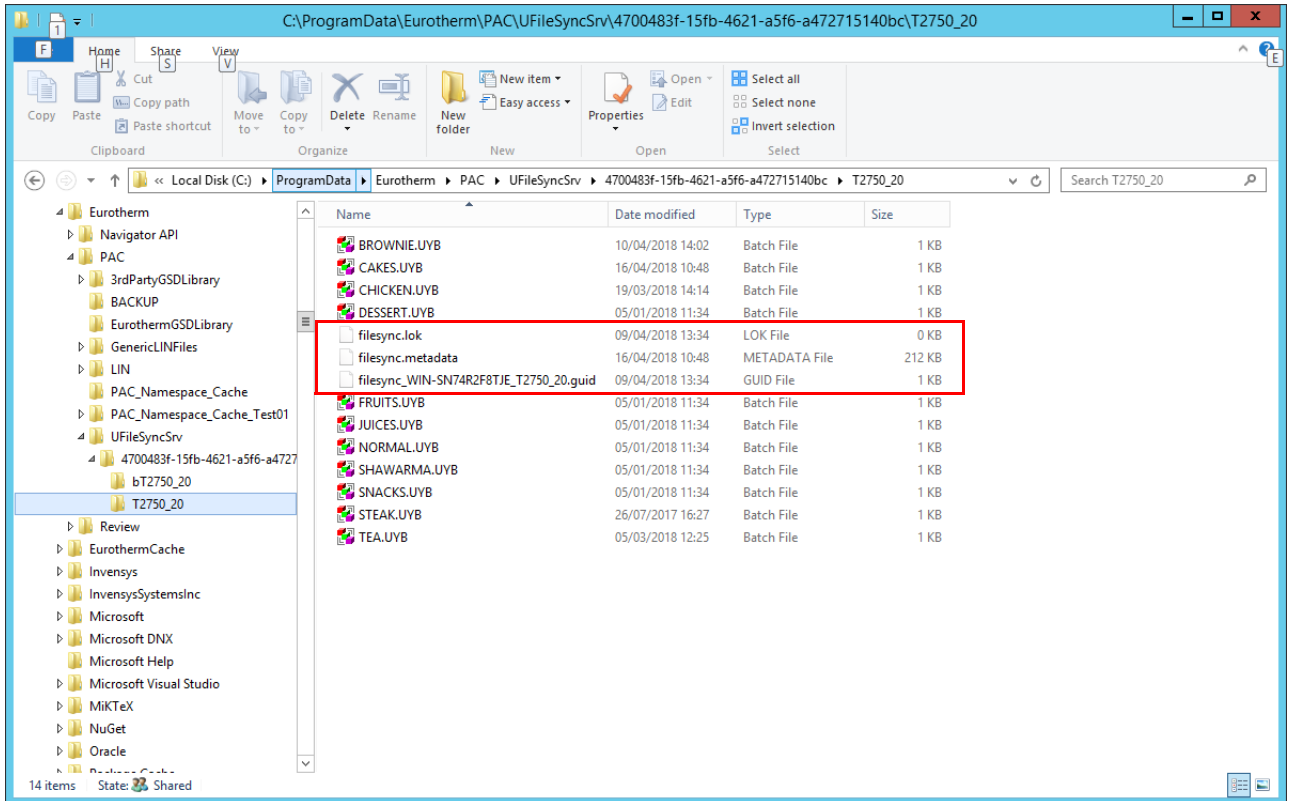 1
C:\ProgramData\Eurotherm\PAC\UFileSyncSrv\4700483f-15fb-4621-a5f6-a472715140bc\T2750_20
x
F
Home
Share
View
H
S
V
?
E
Copy
Paste
Cut
Copy path
Paste shortcut
Clipboard
Move to
Copy to
Delete
Rename
Organize
New folder
New item
Easy access
New
Properties
Open
Edit
Open
Select all
Select none
Invert selection
Select
« Local Disk (C:) ProgramData Eurotherm PAC UFileSyncSrv 4700483f-15fb-4621-a5f6-a472715140bc T2750_20
Search T2750_20
Eurotherm
Navigator API
PAC
3rdPartyGSDLibrary
BACKUP
EurothermGSDLibrary
GenericLINFiles
LIN
PAC_Namespace_Cache
PAC_Namespace_Cache_Test01
UFileSyncSrv
4700483f-15fb-4621-a5f6-a4727
bT2750_20
T2750_20
Review
EurothermCache
Invensys
InvensysSystemsInc
Microsoft
Microsoft DNX
Microsoft Help
Microsoft Visual Studio
MiKTeX
NuGet
Oracle
Package Cache
Name Date modified Type Size
BROWNIE.UYB 10/04/2018 14:02 Batch File 1 KB
CAKES.UYB 16/04/2018 10:48 Batch File 1 KB
CHICKEN.UYB 19/03/2018 14:14 Batch File 1 KB
DESSERT.UYB 05/01/2018 11:34 Batch File 1 KB
filesync.lok 09/04/2018 13:34 LOK File 0 KB
filesync.metadata 16/04/2018 10:48 METADATA File 212 KB
filesync_WIN-SN74R2F8TJE_T2750_20.guid 09/04/2018 13:34 GUID File 1 KB
FRUITS.UYB 05/01/2018 11:34 Batch File 1 KB
JUICES.UYB 05/01/2018 11:34 Batch File 1 KB
NORMAL.UYB 05/01/2018 11:34 Batch File 1 KB
SHAWARMA.UYB 05/01/2018 11:34 Batch File 1 KB
SNACKS.UYB 05/01/2018 11:34 Batch File 1 KB
STEAK.UYB 26/07/2017 16:27 Batch File 1 KB
TEA.UYB 05/03/2018 12:25 Batch File 1 KB
14 items State: Shared